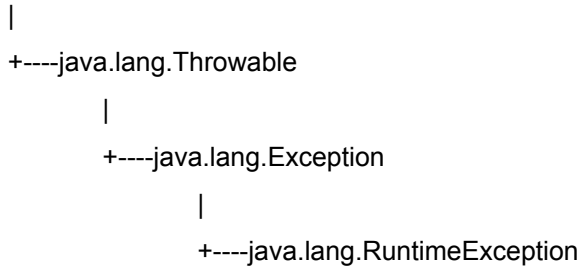 |
+----java.lang.Throwable
|
+----java.lang.Exception
|
+----java.lang.RuntimeException